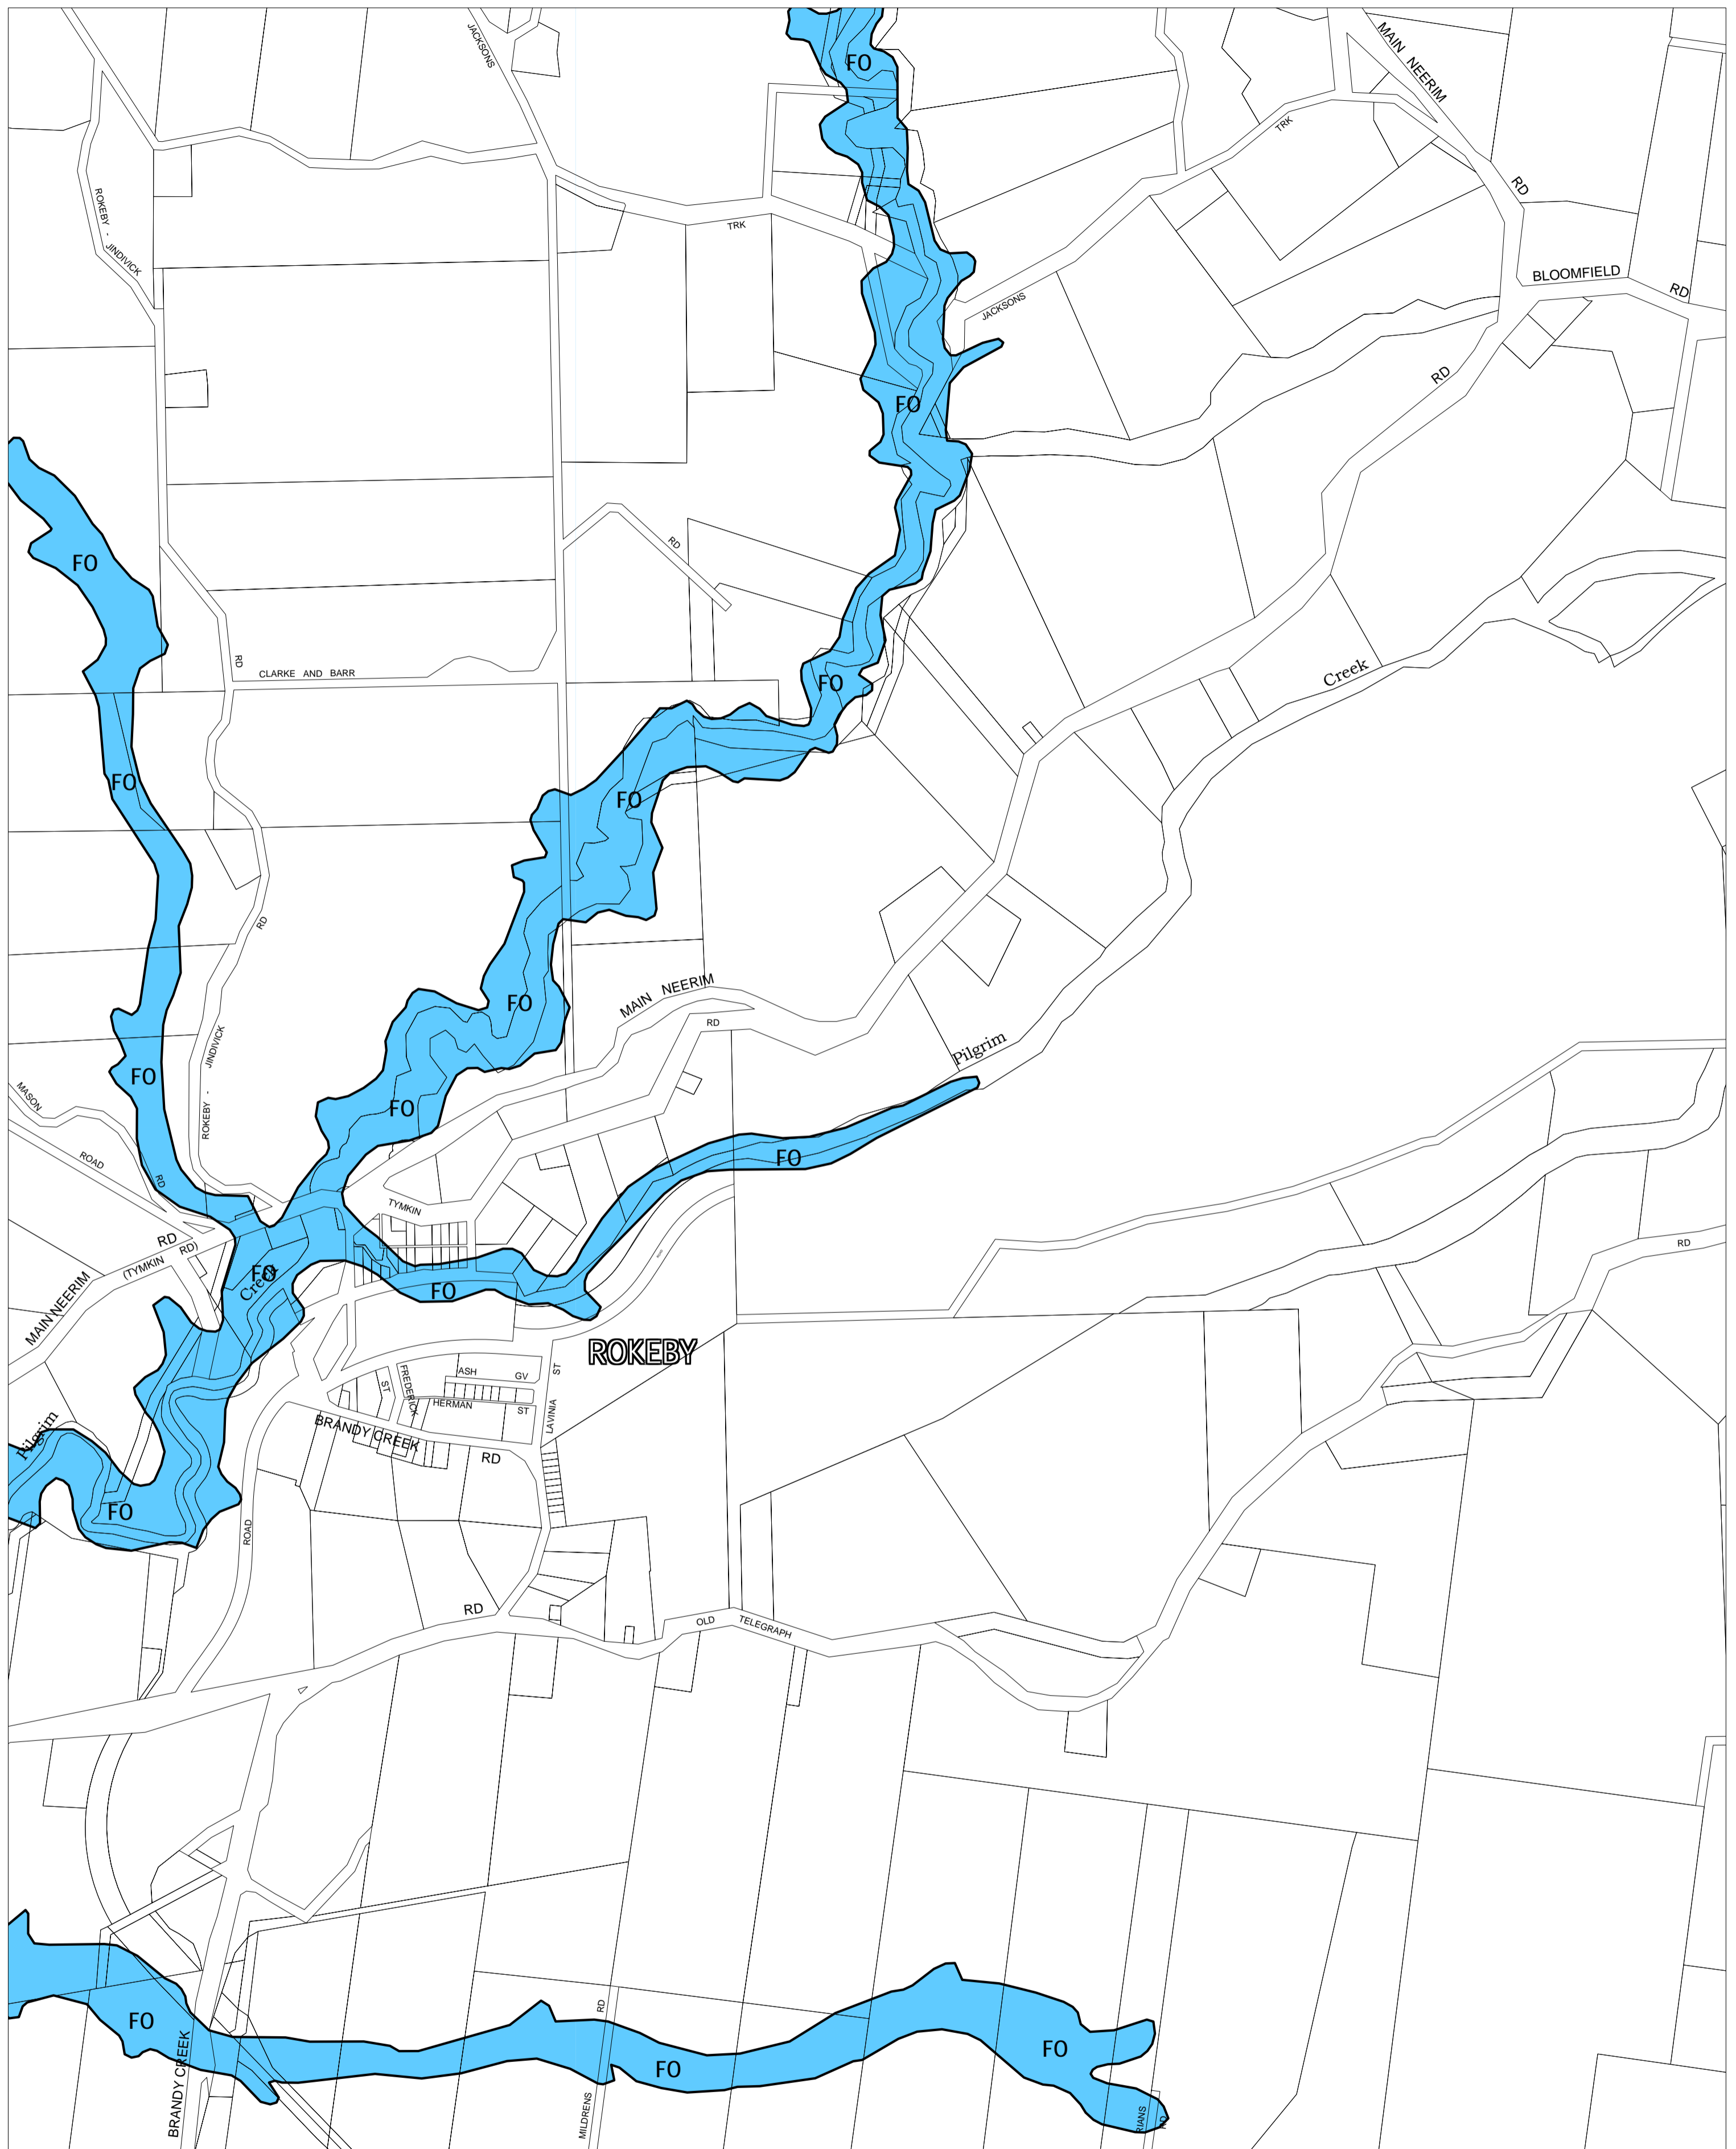 JACKSONS
FO
MAIN NEERIM
TRK
RD
ROKEBY - JINDIVICK
TRK
BLOOMFIELD RD
JACKSONS
RD
FO
RD
FO
RD
CLARKE AND BARR
Creek
FO
FO
FO
RD
MAIN NEERIM
FO
RD
ROKEBY - JINDIVICK
Pilgrim
FO
MASON
FO
ROAD
RD
FO
TYMKIN
RD
(TYMKIN RD)
FO
Creek
FO
MAIN NEERIM
ROKEBY
ASH GV
ST
FREDERICK
HERMAN ST
LAVINIA ST
BRANDY CREEK RD
Pilgrim
FO
ROAD
RD
RD
OLD TELEGRAPH
FO
RD
FO
FO
BRANDY CREEK
MILDRENS
RIANS
RD